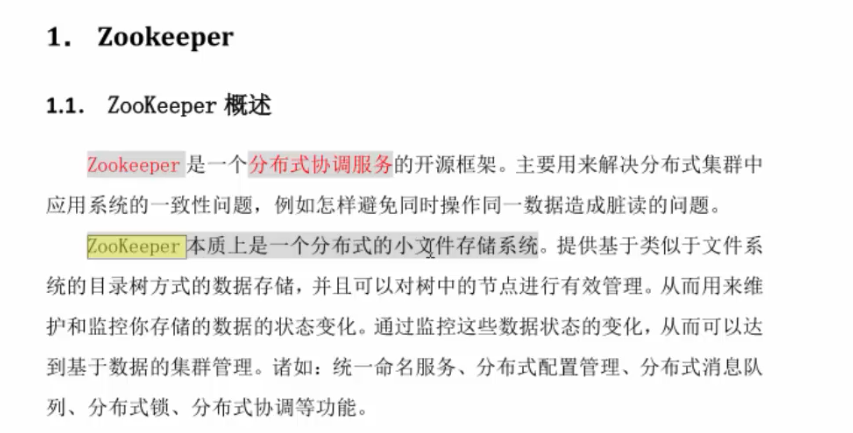 1. Zookeeper
1.1. ZooKeeper 概述
Zookeeper 是一个分布式协调服务的开源框架。主要用来解决分布式集群中
应用系统的一致性问题，例如怎样避免同时操作同一数据造成脏读的问题。
ZooKeeper 本质上是一个分布式的小文件存储系统。提供基于类似于文件系
统的目录树方式的数据存储，并且可以对树中的节点进行有效管理。从而用来维
护和监控你存储的数据的状态变化。通过监控这些数据状态的变化，从而可以达
到基于数据的集群管理。诸如：统一命名服务、分布式配置管理、分布式消息队
列、分布式锁、分布式协调等功能。